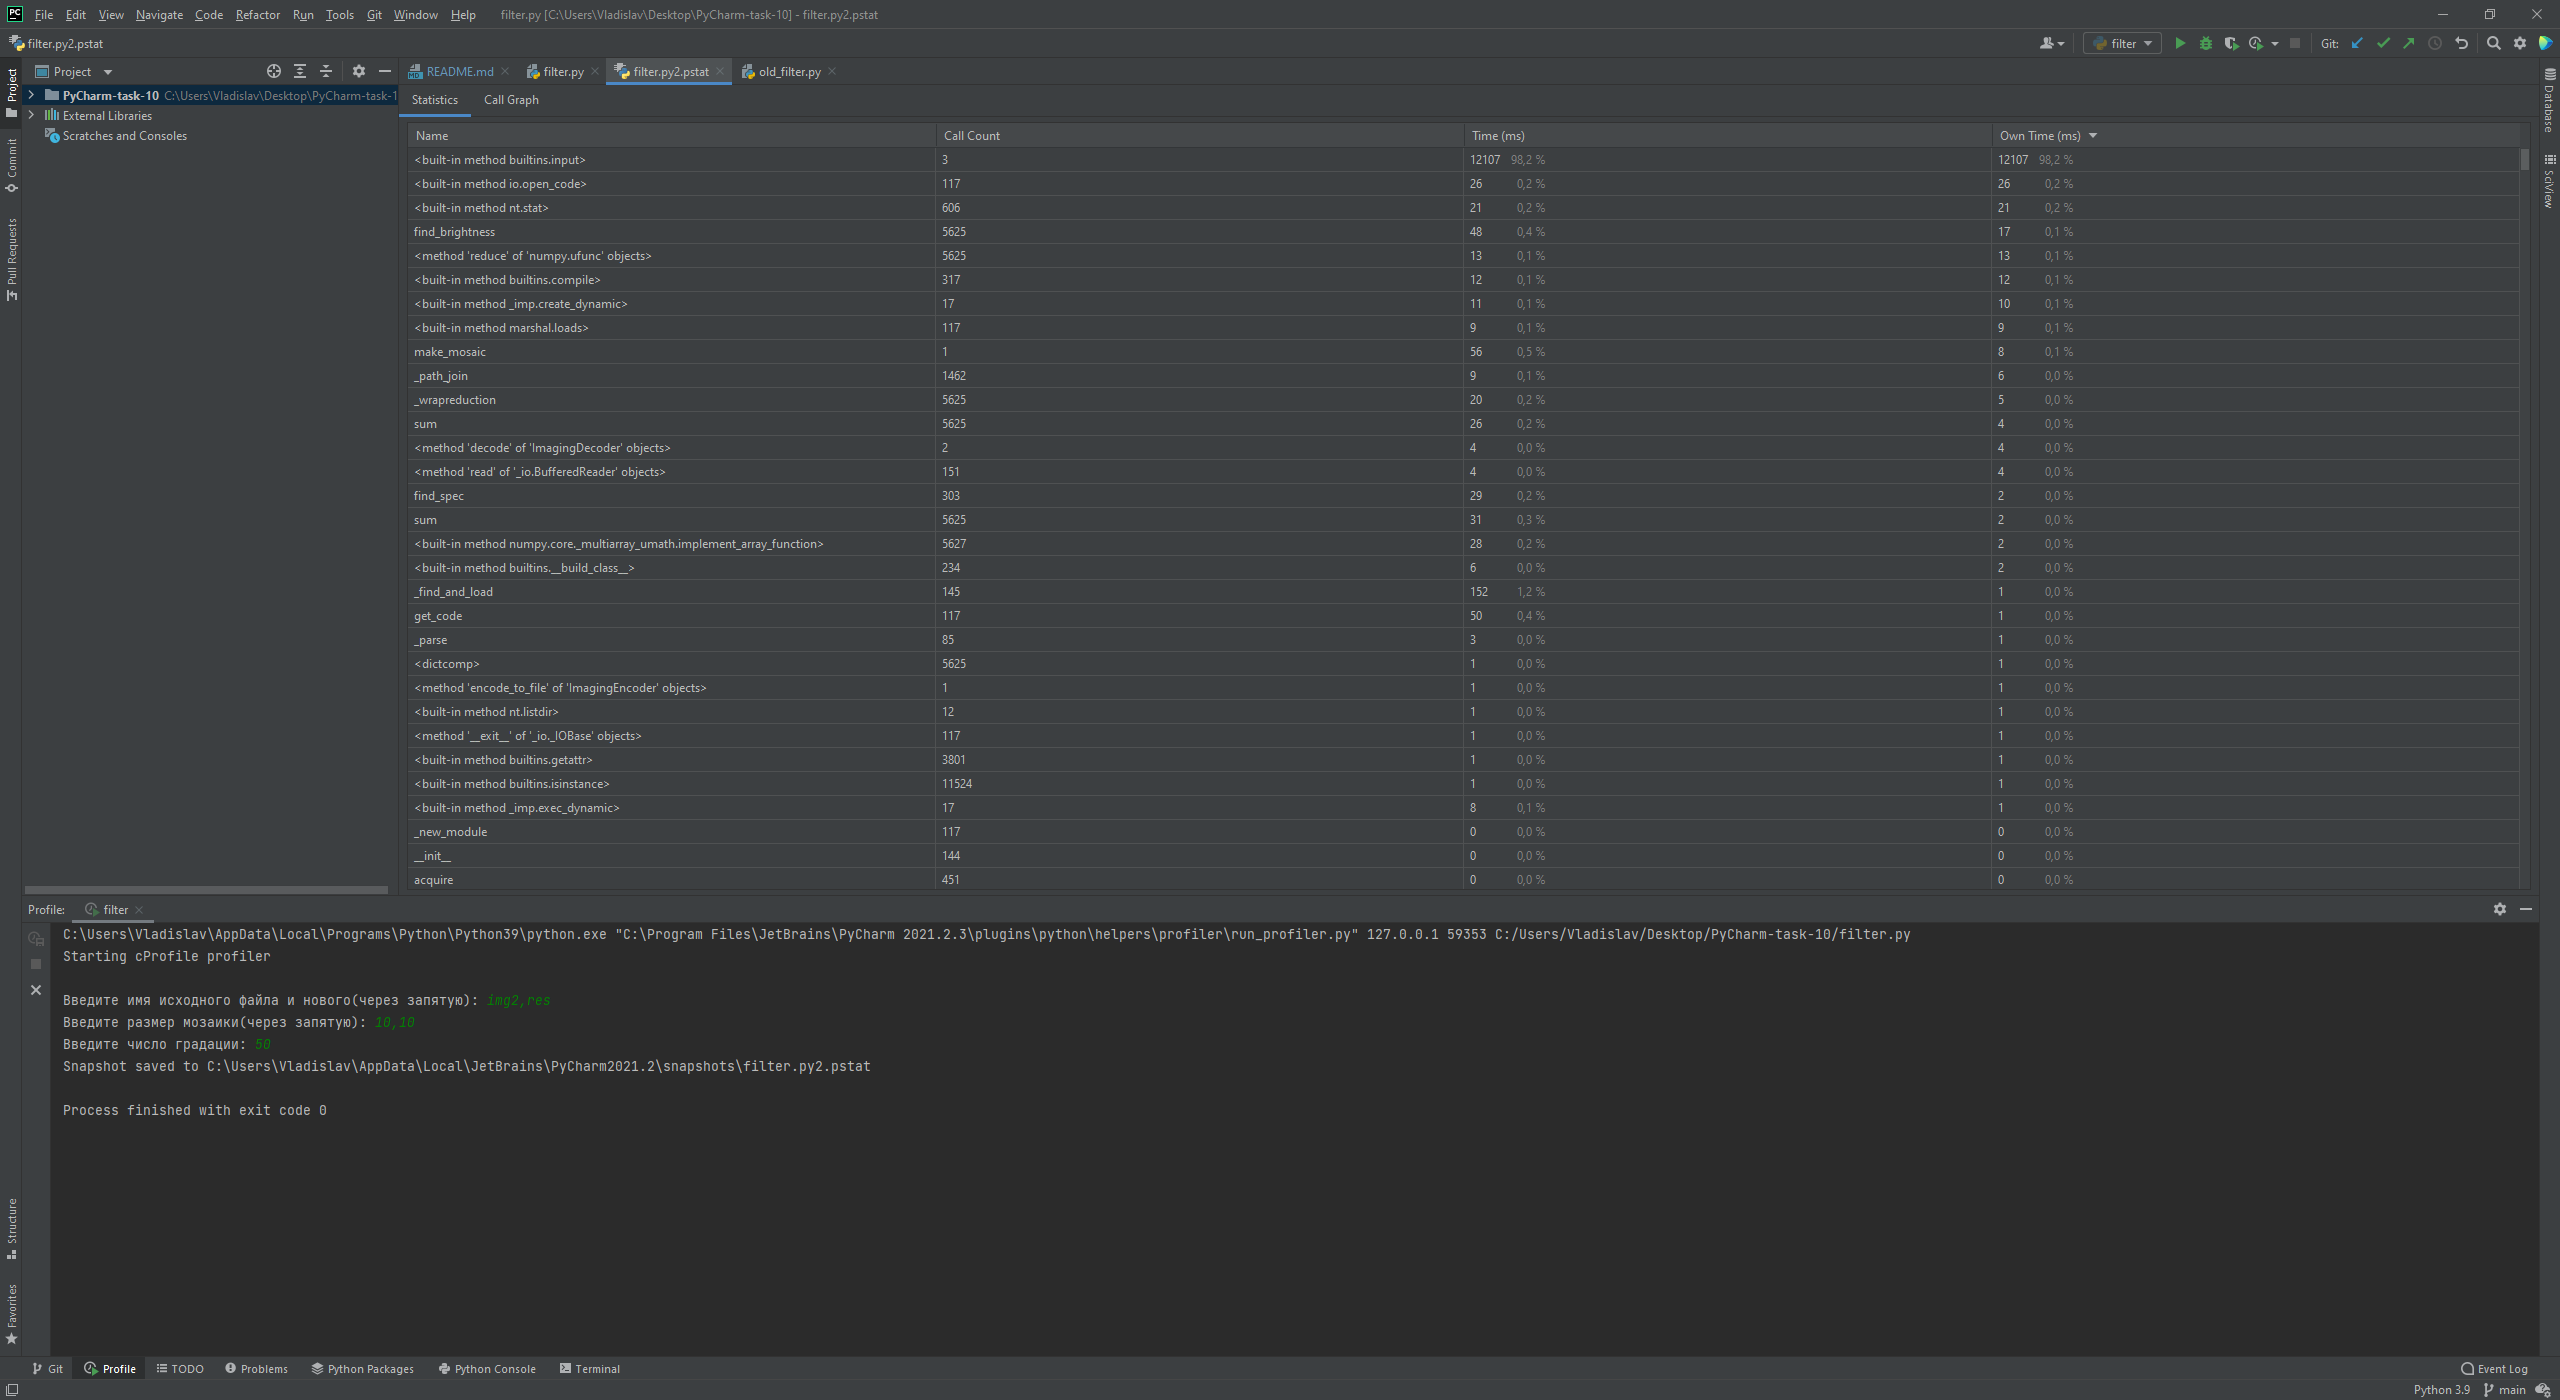 PC File Edit View Navigate Code Refactor Run Tools Git Window Help filter.py [C:\Users\Vladislav\Desktop\PyCharm-task-10] - filter.py2.pstat
filter.py2.pstat filter Git:
Project README.md filter.py filter.py2.pstat old_filter.py
PyCharm-task-10 C:\Users\Vladislav\Desktop\PyCharm-task-1
External Libraries
Scratches and Consoles
Project
Commit
Pull Requests
Structure
Favorites
Database
SciView
Statistics Call Graph
Name Call Count Time (ms) Own Time (ms)
<built-in method builtins.input> 3 12107 98,2 % 12107 98,2 %
<built-in method io.open_code> 117 26 0,2 % 26 0,2 %
<built-in method nt.stat> 606 21 0,2 % 21 0,2 %
find_brightness 5625 48 0,4 % 17 0,1 %
<method 'reduce' of 'numpy.ufunc' objects> 5625 13 0,1 % 13 0,1 %
<built-in method builtins.compile> 317 12 0,1 % 12 0,1 %
<built-in method _imp.create_dynamic> 17 11 0,1 % 10 0,1 %
<built-in method marshal.loads> 117 9 0,1 % 9 0,1 %
make_mosaic 1 56 0,5 % 8 0,1 %
_path_join 1462 9 0,1 % 6 0,0 %
_wrapreduction 5625 20 0,2 % 5 0,0 %
sum 5625 26 0,2 % 4 0,0 %
<method 'decode' of 'ImagingDecoder' objects> 2 4 0,0 % 4 0,0 %
<method 'read' of '_io.BufferedReader' objects> 151 4 0,0 % 4 0,0 %
find_spec 303 29 0,2 % 2 0,0 %
sum 5625 31 0,3 % 2 0,0 %
<built-in method numpy.core._multiarray_umath.implement_array_function> 5627 28 0,2 % 2 0,0 %
<built-in method builtins.__build_class__> 234 6 0,0 % 2 0,0 %
_find_and_load 145 152 1,2 % 1 0,0 %
get_code 117 50 0,4 % 1 0,0 %
_parse 85 3 0,0 % 1 0,0 %
<dictcomp> 5625 1 0,0 % 1 0,0 %
<method 'encode_to_file' of 'ImagingEncoder' objects> 1 1 0,0 % 1 0,0 %
<built-in method nt.listdir> 12 1 0,0 % 1 0,0 %
<method '__exit__' of '_io._IOBase' objects> 117 1 0,0 % 1 0,0 %
<built-in method builtins.getattr> 3801 1 0,0 % 1 0,0 %
<built-in method builtins.isinstance> 11524 1 0,0 % 1 0,0 %
<built-in method _imp.exec_dynamic> 17 8 0,1 % 1 0,0 %
_new_module 117 0 0,0 % 0 0,0 %
__init__ 144 0 0,0 % 0 0,0 %
acquire 451 0 0,0 % 0 0,0 %
Profile: filter
C:\Users\Vladislav\AppData\Local\Programs\Python\Python39\python.exe "C:\Program Files\JetBrains\PyCharm 2021.2.3\plugins\python\helpers\profiler\run_profiler.py" 127.0.0.1 59353 C:/Users/Vladislav/Desktop/PyCharm-task-10/filter.py
Starting cProfile profiler
Введите имя исходного файла и нового(через запятую): img2,res
Введите размер мозаики(через запятую): 10,10
Введите число градации: 50
Snapshot saved to C:\Users\Vladislav\AppData\Local\JetBrains\PyCharm2021.2\snapshots\filter.py2.pstat
Process finished with exit code 0
Git Profile TODO Problems Python Packages Python Console Terminal Event Log
Python 3.9 main